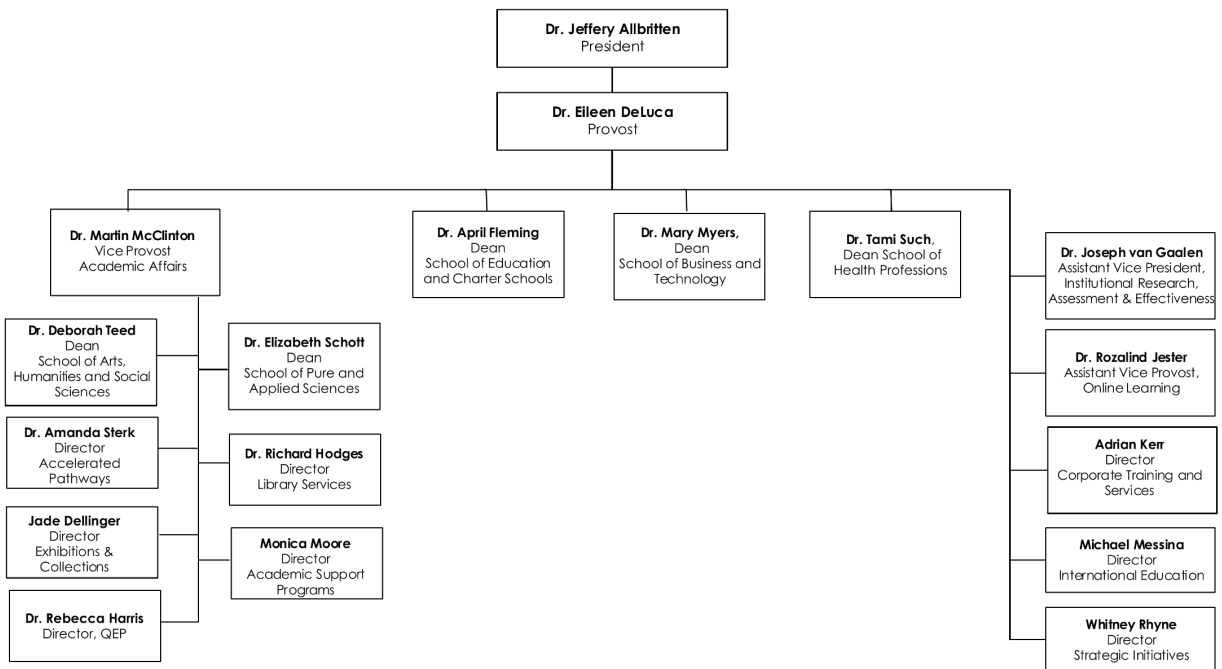 Dr. Jeffery Allbritten
President
Dr. Eileen DeLuca
Provost
Dr. Martin McClinton
Vice Provost
Academic Affairs
Dr. April Fleming
Dean
School of Education
and Charter Schools
Dr. Mary Myers,
Dean
School of Business and
Technology
Dr. Tami Such,
Dean School of
Health Professions
Dr. Joseph van Gaalen
Assistant Vice President,
Institutional Research,
Assessment & Effectiveness
Dr. Deborah Teed
Dean
School of Arts,
Humanities and Social
Sciences
Dr. Elizabeth Schott
Dean
School of Pure and
Applied Sciences
Dr. Rozalind Jester
Assistant Vice Provost,
Online Learning
Dr. Amanda Sterk
Director
Accelerated
Pathways
Dr. Richard Hodges
Director
Library Services
Adrian Kerr
Director
Corporate Training and
Services
Jade Dellinger
Director
Exhibitions &
Collections
Monica Moore
Director
Academic Support
Programs
Michael Messina
Director
International Education
Dr. Rebecca Harris
Director, QEP
Whitney Rhyne
Director
Strategic Initiatives